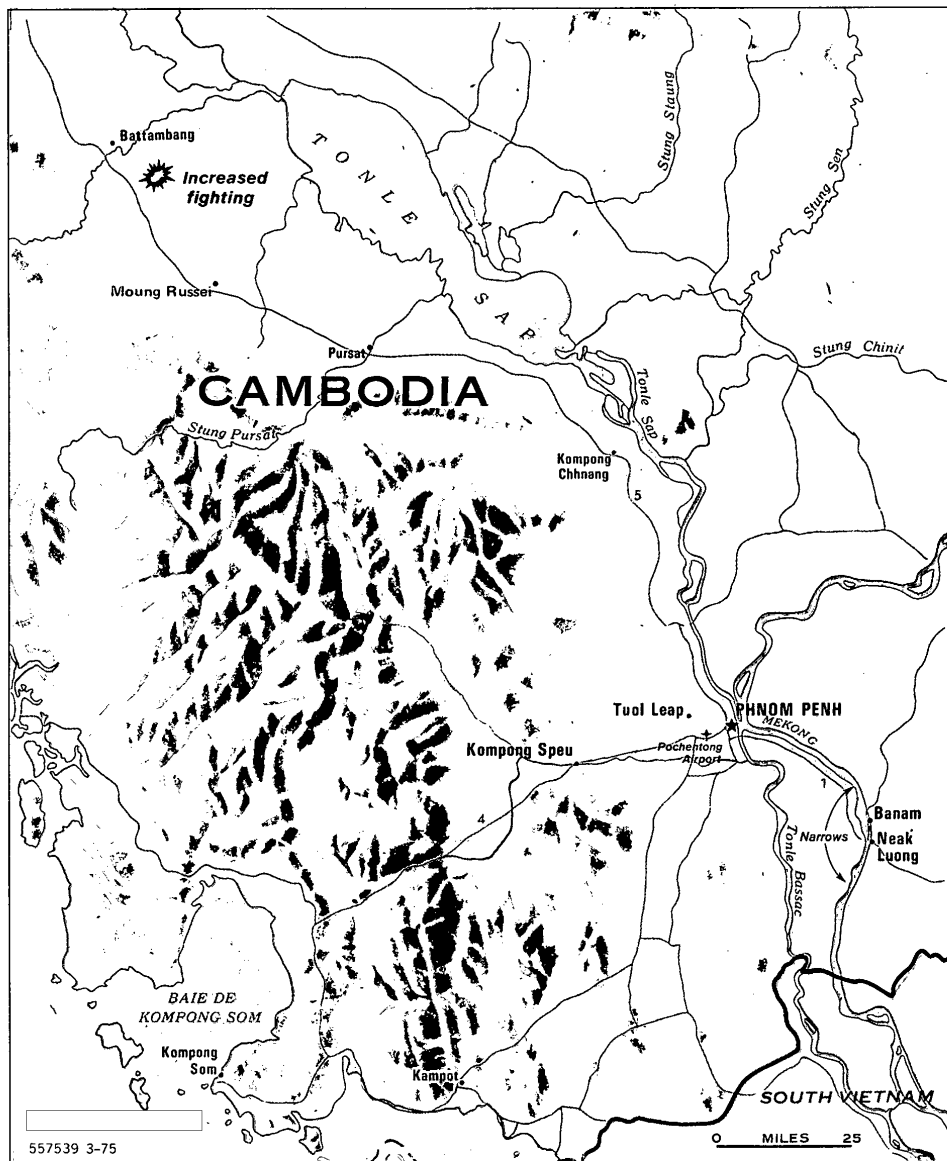 Battambang
Increased
fighting
TONLE
SAP
Stung Staung
Stung Sen
Moung Russei
Pursat
Stung Chinit
CAMBODIA
Stung Pursat
Tonle Sap
Kompong
Chhnang
5
Tuol Leap
PHNOM PENH
MEKONG
Pochentong
Airport
Kompong Speu
4
1
Banam
Narrows
Neak
Luong
Tonle Bassac
BAIE DE
KOMPONG SOM
Kompong
Som
Kampot
SOUTH VIETNAM
0 MILES 25
557539 3-75